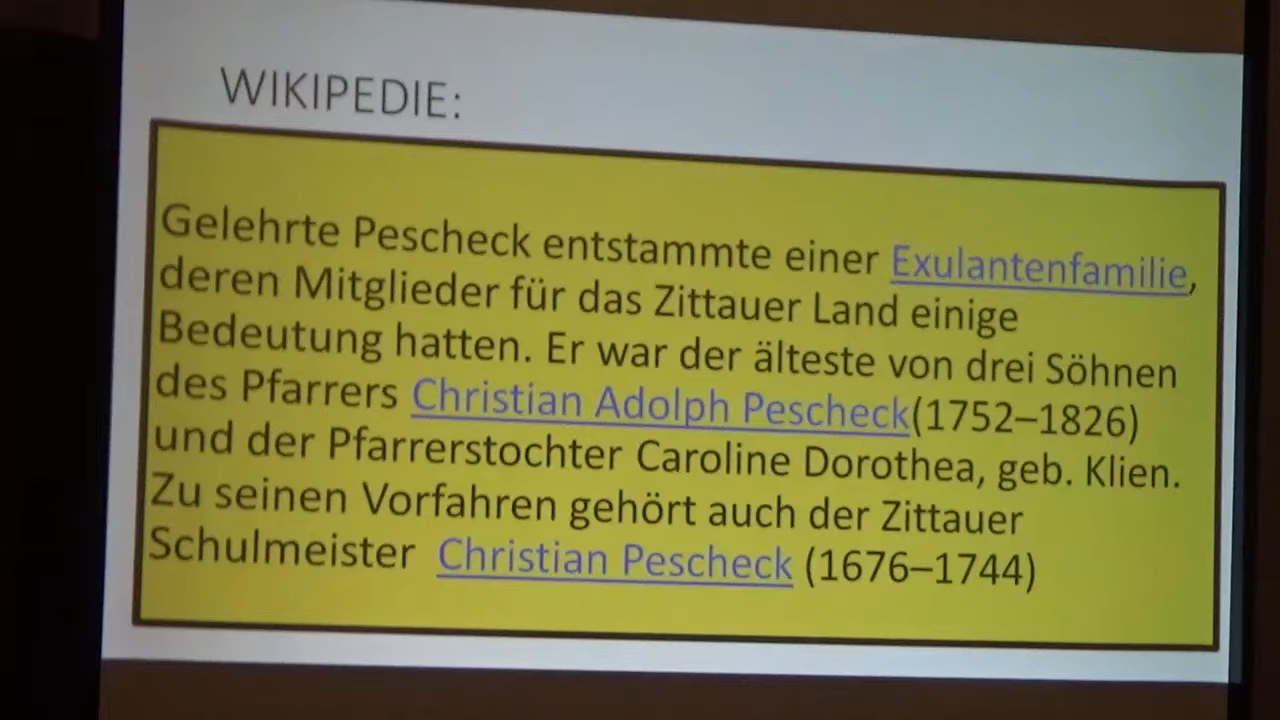 WIKIPEDIE:
Gelehrte Pescheck entstammte einer Exulantenfamilie,
deren Mitglieder für das Zittauer Land einige
Bedeutung hatten. Er war der älteste von drei Söhnen
des Pfarrers Christian Adolph Pescheck(1752–1826)
und der Pfarrerstochter Caroline Dorothea, geb. Klien.
Zu seinen Vorfahren gehört auch der Zittauer
Schulmeister Christian Pescheck (1676–1744)